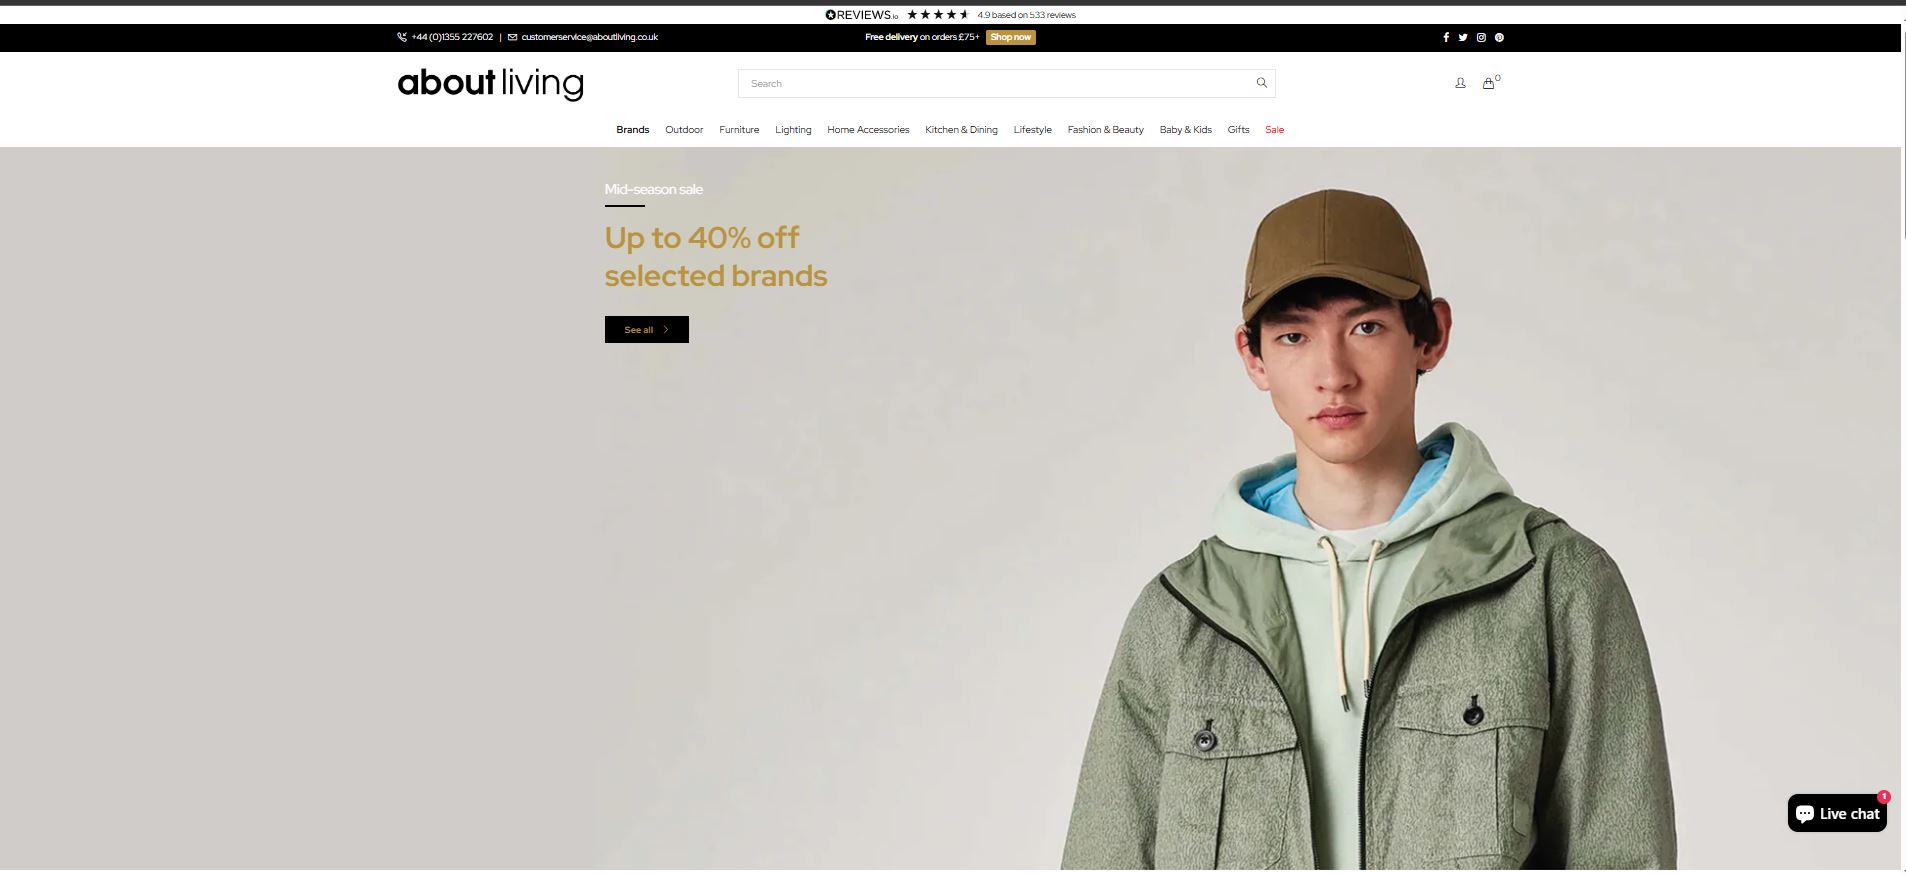 REVIEWS.io 4.9 based on 533 reviews
+44 (0)1355 227602 | customerservice@aboutliving.co.uk Free delivery on orders £75+ Shop now
about living Search 0
Brands Outdoor Furniture Lighting Home Accessories Kitchen & Dining Lifestyle Fashion & Beauty Baby & Kids Gifts Sale
Mid-season sale
Up to 40% off
selected brands
See all
1
Live chat